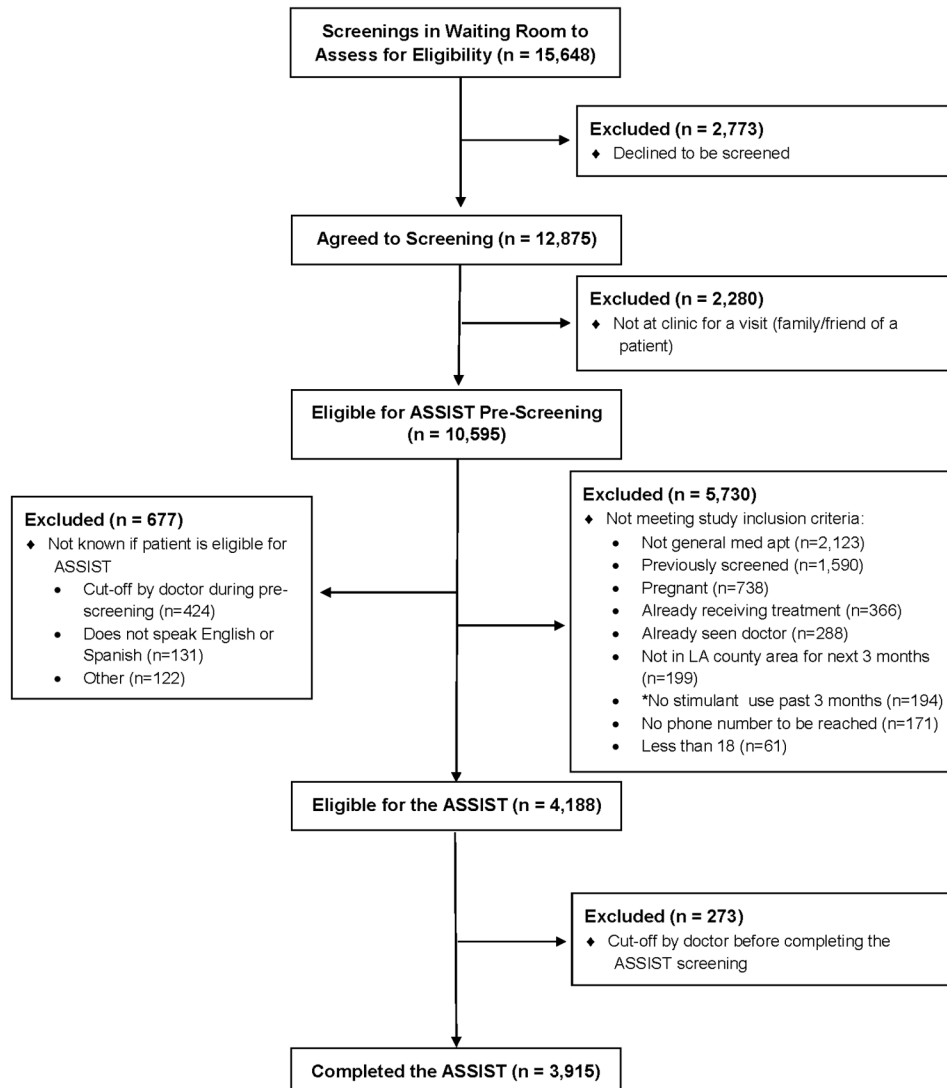 Screenings in Waiting Room to
Assess for Eligibility (n = 15,648)
Excluded (n = 2,773)
♦ Declined to be screened
Agreed to Screening (n = 12,875)
Excluded (n = 2,280)
♦ Not at clinic for a visit (family/friend of a
patient)
Eligible for ASSIST Pre-Screening
(n = 10,595)
Excluded (n = 677)
♦ Not known if patient is eligible for
ASSIST
• Cut-off by doctor during pre-
screening (n=424)
• Does not speak English or
Spanish (n=131)
• Other (n=122)
Excluded (n = 5,730)
♦ Not meeting study inclusion criteria:
• Not general med apt (n=2,123)
• Previously screened (n=1,590)
• Pregnant (n=738)
• Already receiving treatment (n=366)
• Already seen doctor (n=288)
• Not in LA county area for next 3 months
(n=199)
• *No stimulant use past 3 months (n=194)
• No phone number to be reached (n=171)
• Less than 18 (n=61)
Eligible for the ASSIST (n = 4,188)
Excluded (n = 273)
♦ Cut-off by doctor before completing the
ASSIST screening
Completed the ASSIST (n = 3,915)